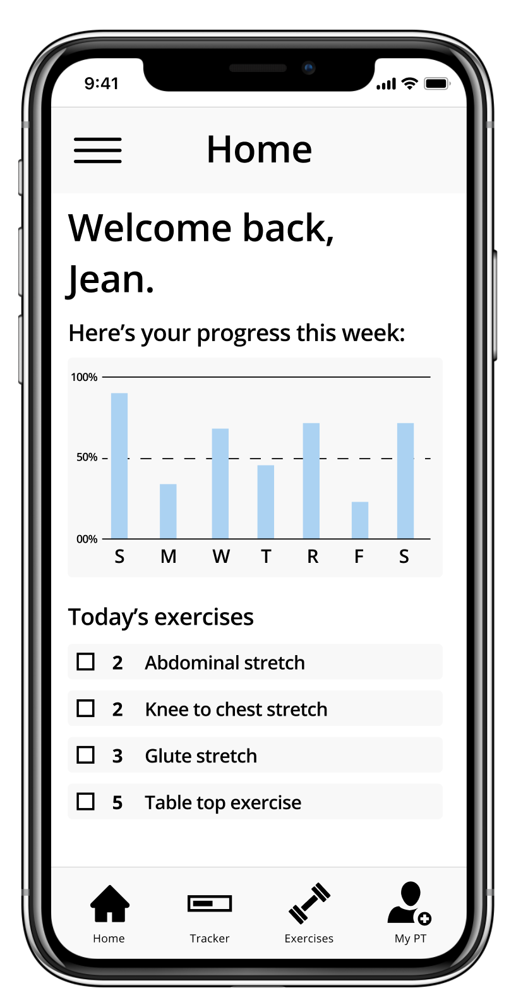 9:41
Home
Welcome back,
Jean.
Here’s your progress this week:
100%
50%
00%
S M W T R F S
Today’s exercises
2 Abdominal stretch
2 Knee to chest stretch
3 Glute stretch
5 Table top exercise
Home Tracker Exercises My PT